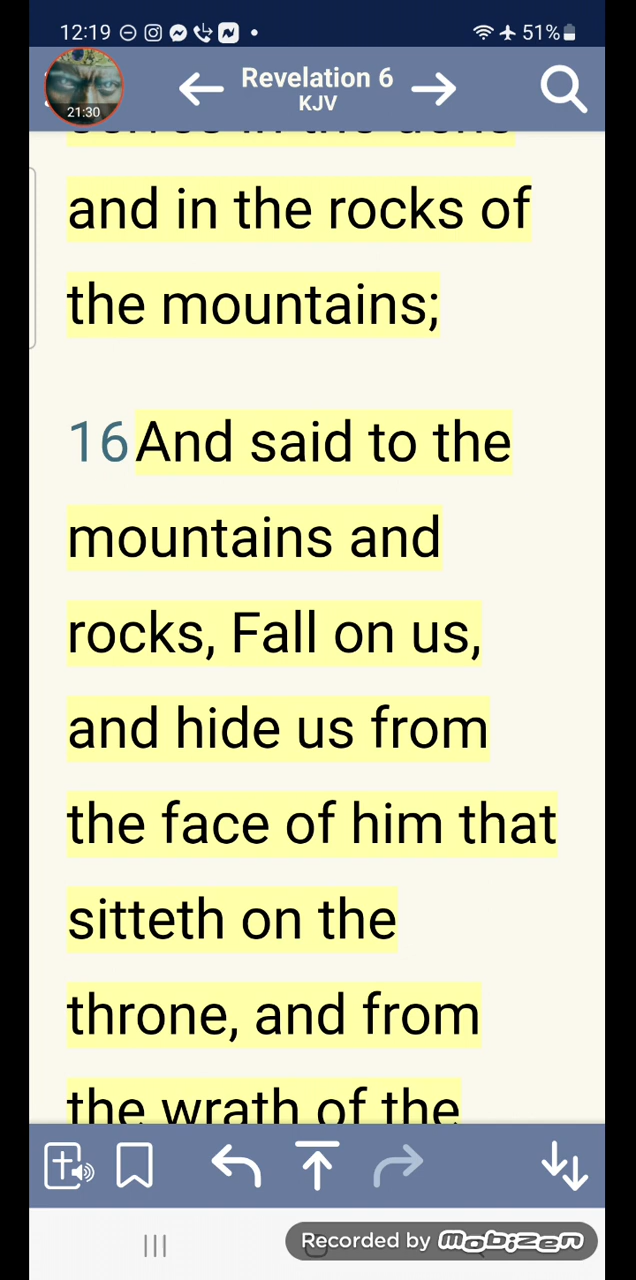 12:19
51%
21:30
Revelation 6
KJV
and in the rocks of
the mountains;
16 And said to the
mountains and
rocks, Fall on us,
and hide us from
the face of him that
sitteth on the
throne, and from
the wrath of the
Recorded by mobizen